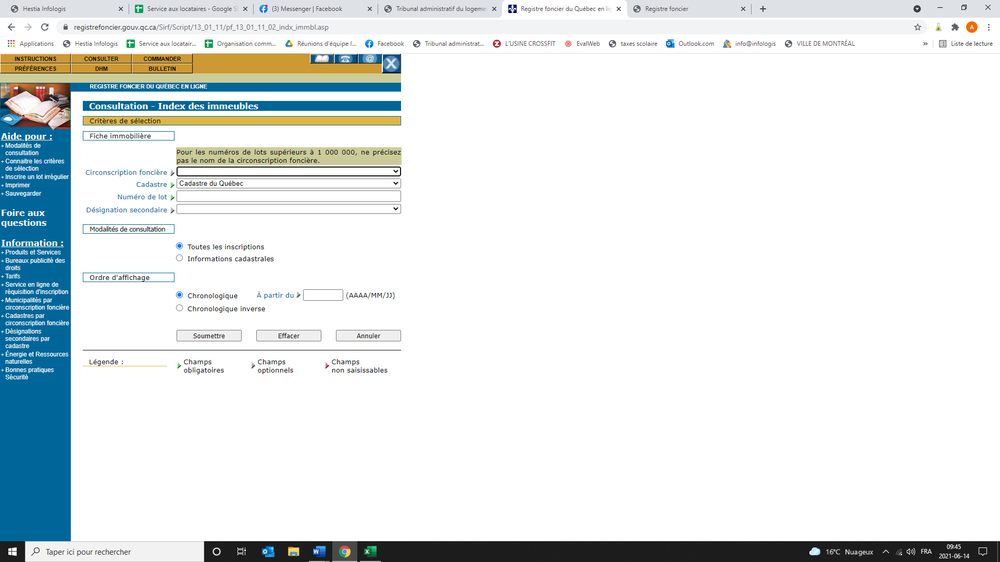 Hestia Infologis
Service aux locataires - Google S
(3) Messenger | Facebook
Tribunal administratif du logeme
Registre foncier du Québec en lig
Registre foncier
registrefoncier.gouv.qc.ca/Sirf/Script/13_01_11/pf_13_01_11_02_indx_immbl.asp
A
Applications
Hestia Infologis
Service aux locatair...
Organisation comm...
Réunions d'équipe I...
Facebook
Tribunal administrat...
L'USINE CROSSFIT
EvalWeb
taxes scolaire
Outlook.com
info@infologis
VILLE DE MONTRÉAL
»
Liste de lecture
INSTRUCTIONS
CONSULTER
COMMANDER
PRÉFÉRENCES
DHM
BULLETIN
REGISTRE FONCIER DU QUÉBEC EN LIGNE
Consultation - Index des immeubles
Critères de sélection
Fiche immobilière
Pour les numéros de lots supérieurs à 1 000 000, ne précisez
pas le nom de la circonscription foncière.
Circonscription foncière
Cadastre
Cadastre du Québec
Numéro de lot
Désignation secondaire
Modalités de consultation
Toutes les inscriptions
Informations cadastrales
Ordre d'affichage
Chronologique
À partir du
(AAAA/MM/JJ)
Chronologique inverse
Soumettre
Effacer
Annuler
Légende :
Champs
obligatoires
Champs
optionnels
Champs
non saisissables
Aide pour :
Modalités de
consultation
Connaitre les critères
de sélection
Inscrire un lot irrégulier
Imprimer
Sauvegarder
Foire aux
questions
Information :
Produits et Services
Bureaux publicité des
droits
Tarifs
Service en ligne de
réquisition d'inscription
Municipalités par
circonscription foncière
Cadastres par
circonscription foncière
Désignations
secondaires par
cadastre
Énergie et Ressources
naturelles
Bonnes pratiques
Sécurité
Taper ici pour rechercher
16°C Nuageux
FRA
09:45
2021-06-14